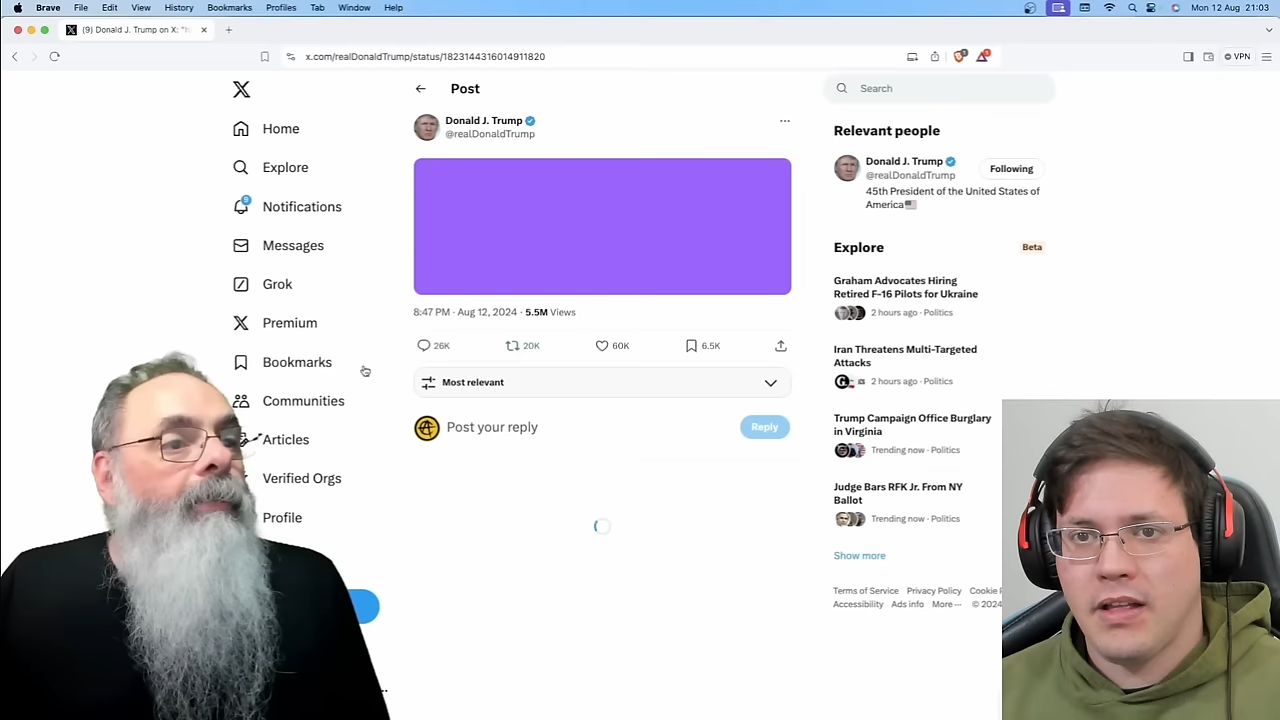 Brave File Edit View History Bookmarks Profiles Tab Window Help Mon 12 Aug 21:03
(9) Donald J. Trump on X: "
x.com/realDonaldTrump/status/1823144316014911820
VPN
Home
Explore
9
Notifications
Messages
Grok
Premium
Bookmarks
Communities
Articles
Verified Orgs
Profile
Post
Donald J. Trump
@realDonaldTrump
8:47 PM · Aug 12, 2024 · 5.5M Views
26K 20K 60K 6.5K
Most relevant
Post your reply
Reply
Search
Relevant people
Donald J. Trump
@realDonaldTrump
Following
45th President of the United States of
America
Explore
Beta
Graham Advocates Hiring
Retired F-16 Pilots for Ukraine
2 hours ago · Politics
Iran Threatens Multi-Targeted
Attacks
2 hours ago · Politics
Trump Campaign Office Burglary
in Virginia
Trending now · Politics
Judge Bars RFK Jr. From NY
Ballot
Trending now · Politics
Show more
Terms of Service Privacy Policy Cookie
Accessibility Ads info More ··· © 2024